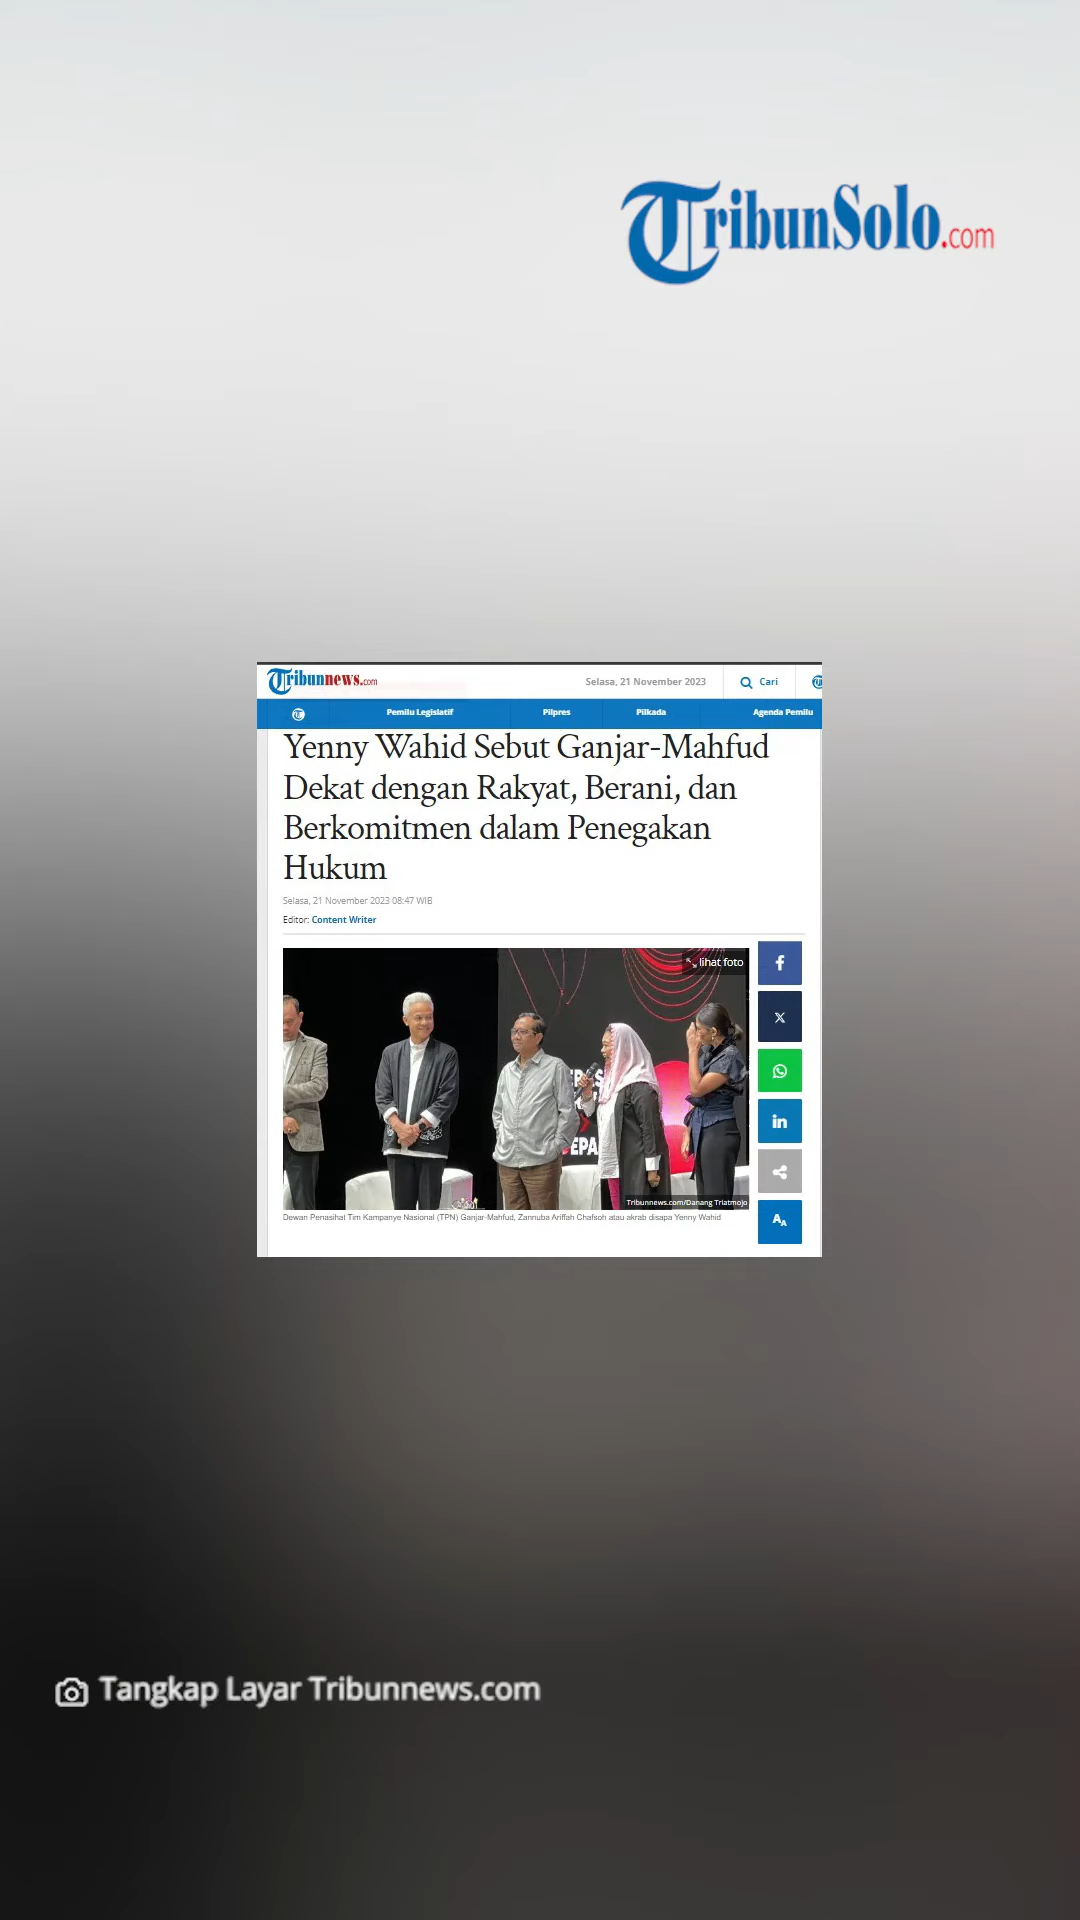 TribunSolo.com
Tribunnews.com
Selasa, 21 November 2023
Cari
Pemilu Legislatif
Pilpres
Pilkada
Agenda Pemilu
Yenny Wahid Sebut Ganjar-Mahfud
Dekat dengan Rakyat, Berani, dan
Berkomitmen dalam Penegakan
Hukum
Selasa, 21 November 2023 08:47 WIB
Editor: Content Writer
lihat foto
Tribunnews.com/Danang Triatmojo
Dewan Penasihat Tim Kampanye Nasional (TPN) Ganjar-Mahfud, Zannuba Ariffah Chafsoh atau akrab disapa Yenny Wahid
AA
Tangkap Layar Tribunnews.com